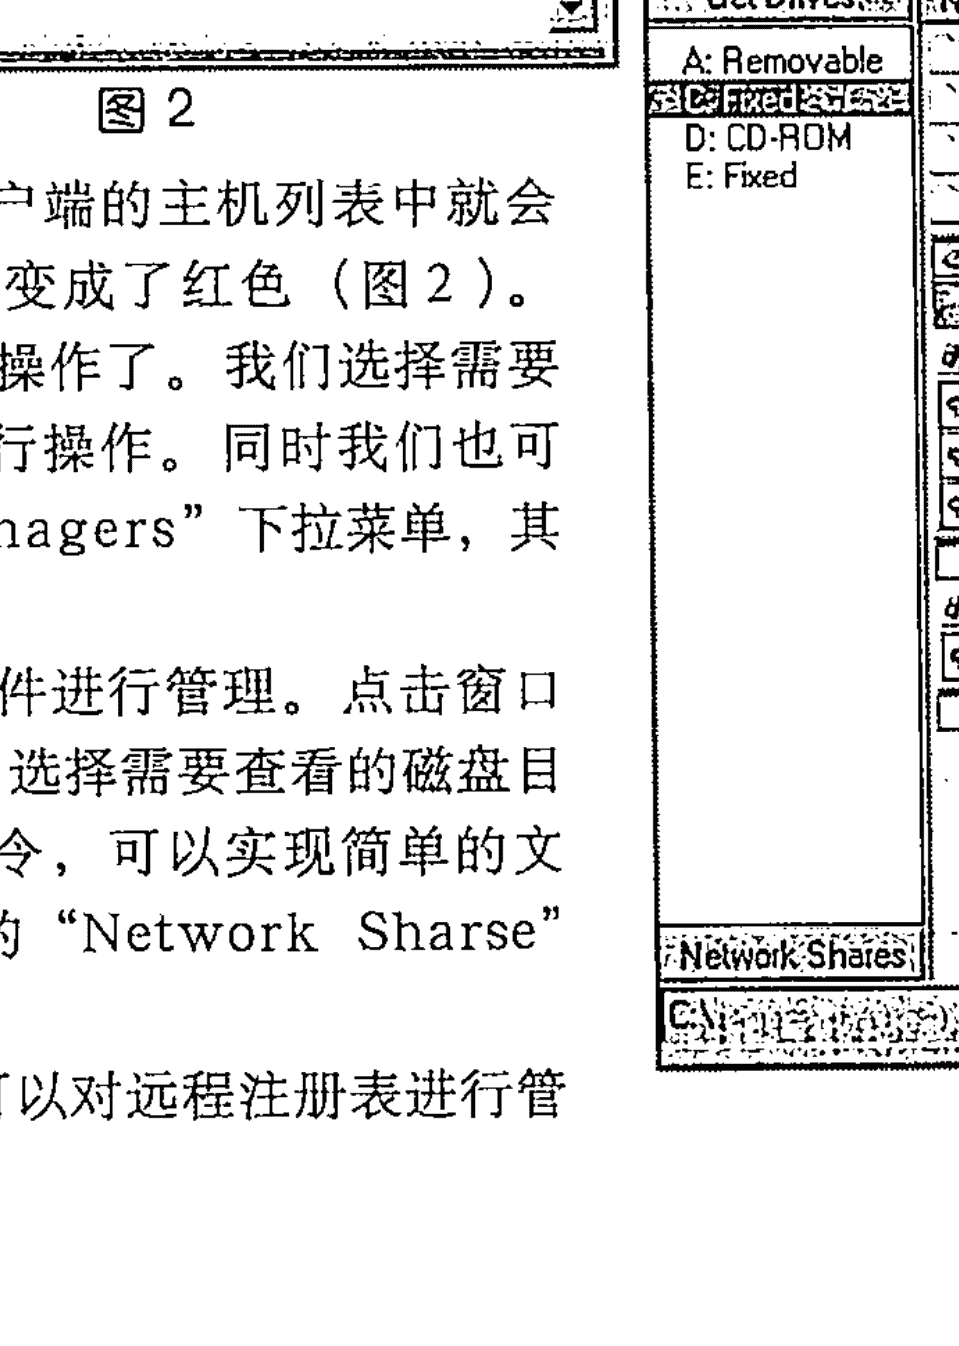 图 2
户端的主机列表中就会
变成了红色（图 2）。
操作了。我们选择需要
行操作。同时我们也可
nagers” 下拉菜单，其
件进行管理。点击窗口
选择需要查看的磁盘目
令，可以实现简单的文
的 “Network Sharse”
可以对远程注册表进行管
Get Drives
A: Removable
C: Fixed
D: CD-ROM
E: Fixed
Network Shares
C:\